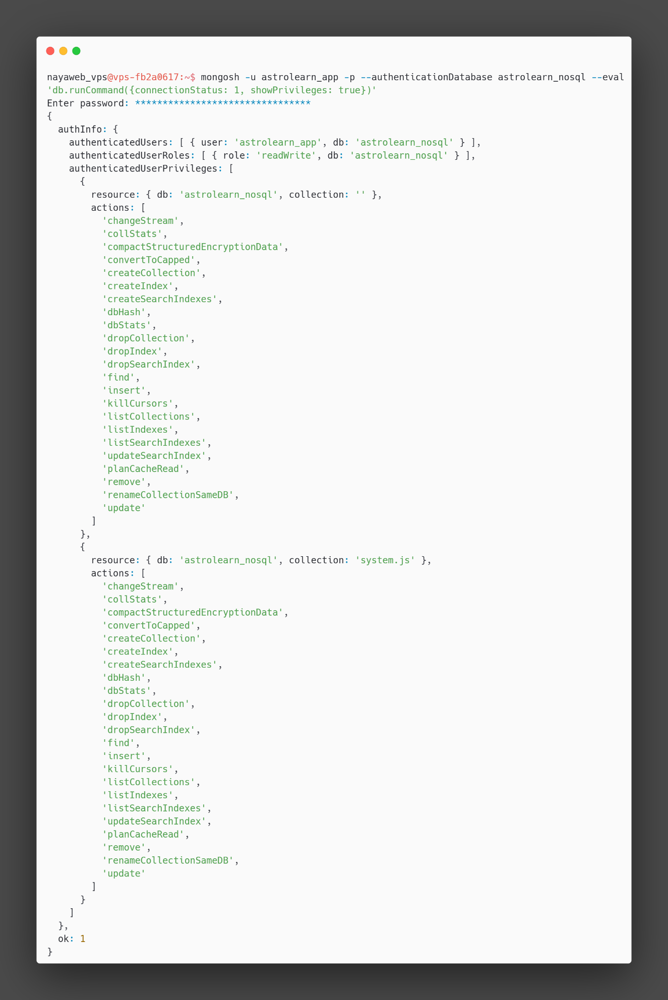 nayaweb_vps@vps-fb2a0617:~$ mongosh -u astrolearn_app -p --authenticationDatabase astrolearn_nosql --eval
'db.runCommand({connectionStatus: 1, showPrivileges: true})'
Enter password: ********************************
{
  authInfo: {
    authenticatedUsers: [ { user: 'astrolearn_app', db: 'astrolearn_nosql' } ],
    authenticatedUserRoles: [ { role: 'readWrite', db: 'astrolearn_nosql' } ],
    authenticatedUserPrivileges: [
      {
        resource: { db: 'astrolearn_nosql', collection: '' },
        actions: [
          'changeStream',
          'collStats',
          'compactStructuredEncryptionData',
          'convertToCapped',
          'createCollection',
          'createIndex',
          'createSearchIndexes',
          'dbHash',
          'dbStats',
          'dropCollection',
          'dropIndex',
          'dropSearchIndex',
          'find',
          'insert',
          'killCursors',
          'listCollections',
          'listIndexes',
          'listSearchIndexes',
          'updateSearchIndex',
          'planCacheRead',
          'remove',
          'renameCollectionSameDB',
          'update'
        ]
      },
      {
        resource: { db: 'astrolearn_nosql', collection: 'system.js' },
        actions: [
          'changeStream',
          'collStats',
          'compactStructuredEncryptionData',
          'convertToCapped',
          'createCollection',
          'createIndex',
          'createSearchIndexes',
          'dbHash',
          'dbStats',
          'dropCollection',
          'dropIndex',
          'dropSearchIndex',
          'find',
          'insert',
          'killCursors',
          'listCollections',
          'listIndexes',
          'listSearchIndexes',
          'updateSearchIndex',
          'planCacheRead',
          'remove',
          'renameCollectionSameDB',
          'update'
        ]
      }
    ]
  },
  ok: 1
}